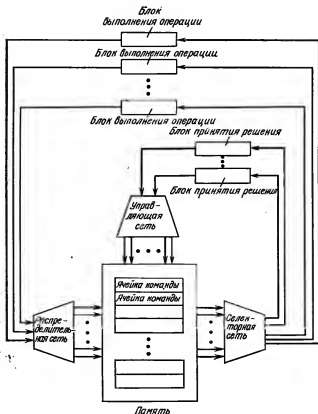 Блок
выполнения операции
Блок выполнения операции
Блок выполнения операции
Блок принятия решения
Блок принятия решения
Управ-
ляющая
сеть
Ячейка команды
Ячейка команды
Распре-
делитель-
ная сеть
Селек-
торная
сеть
Память